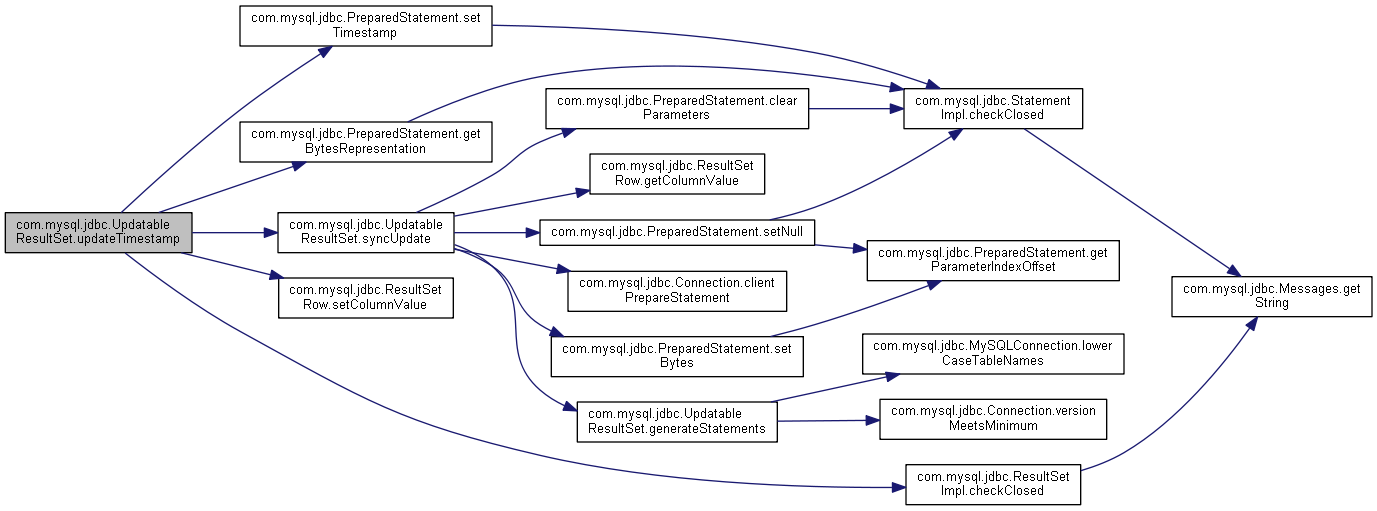 com.mysql.jdbc.PreparedStatement.set
Timestamp
com.mysql.jdbc.PreparedStatement.clear
Parameters
com.mysql.jdbc.Statement
Impl.checkClosed
com.mysql.jdbc.PreparedStatement.get
BytesRepresentation
com.mysql.jdbc.ResultSet
Row.getColumnValue
com.mysql.jdbc.Updatable
ResultSet.updateTimestamp
com.mysql.jdbc.Updatable
ResultSet.syncUpdate
com.mysql.jdbc.PreparedStatement.setNull
com.mysql.jdbc.PreparedStatement.get
ParameterIndexOffset
com.mysql.jdbc.ResultSet
Row.setColumnValue
com.mysql.jdbc.Connection.client
PrepareStatement
com.mysql.jdbc.Messages.get
String
com.mysql.jdbc.PreparedStatement.set
Bytes
com.mysql.jdbc.MySQLConnection.lower
CaseTableNames
com.mysql.jdbc.Updatable
ResultSet.generateStatements
com.mysql.jdbc.Connection.version
MeetsMinimum
com.mysql.jdbc.ResultSet
Impl.checkClosed